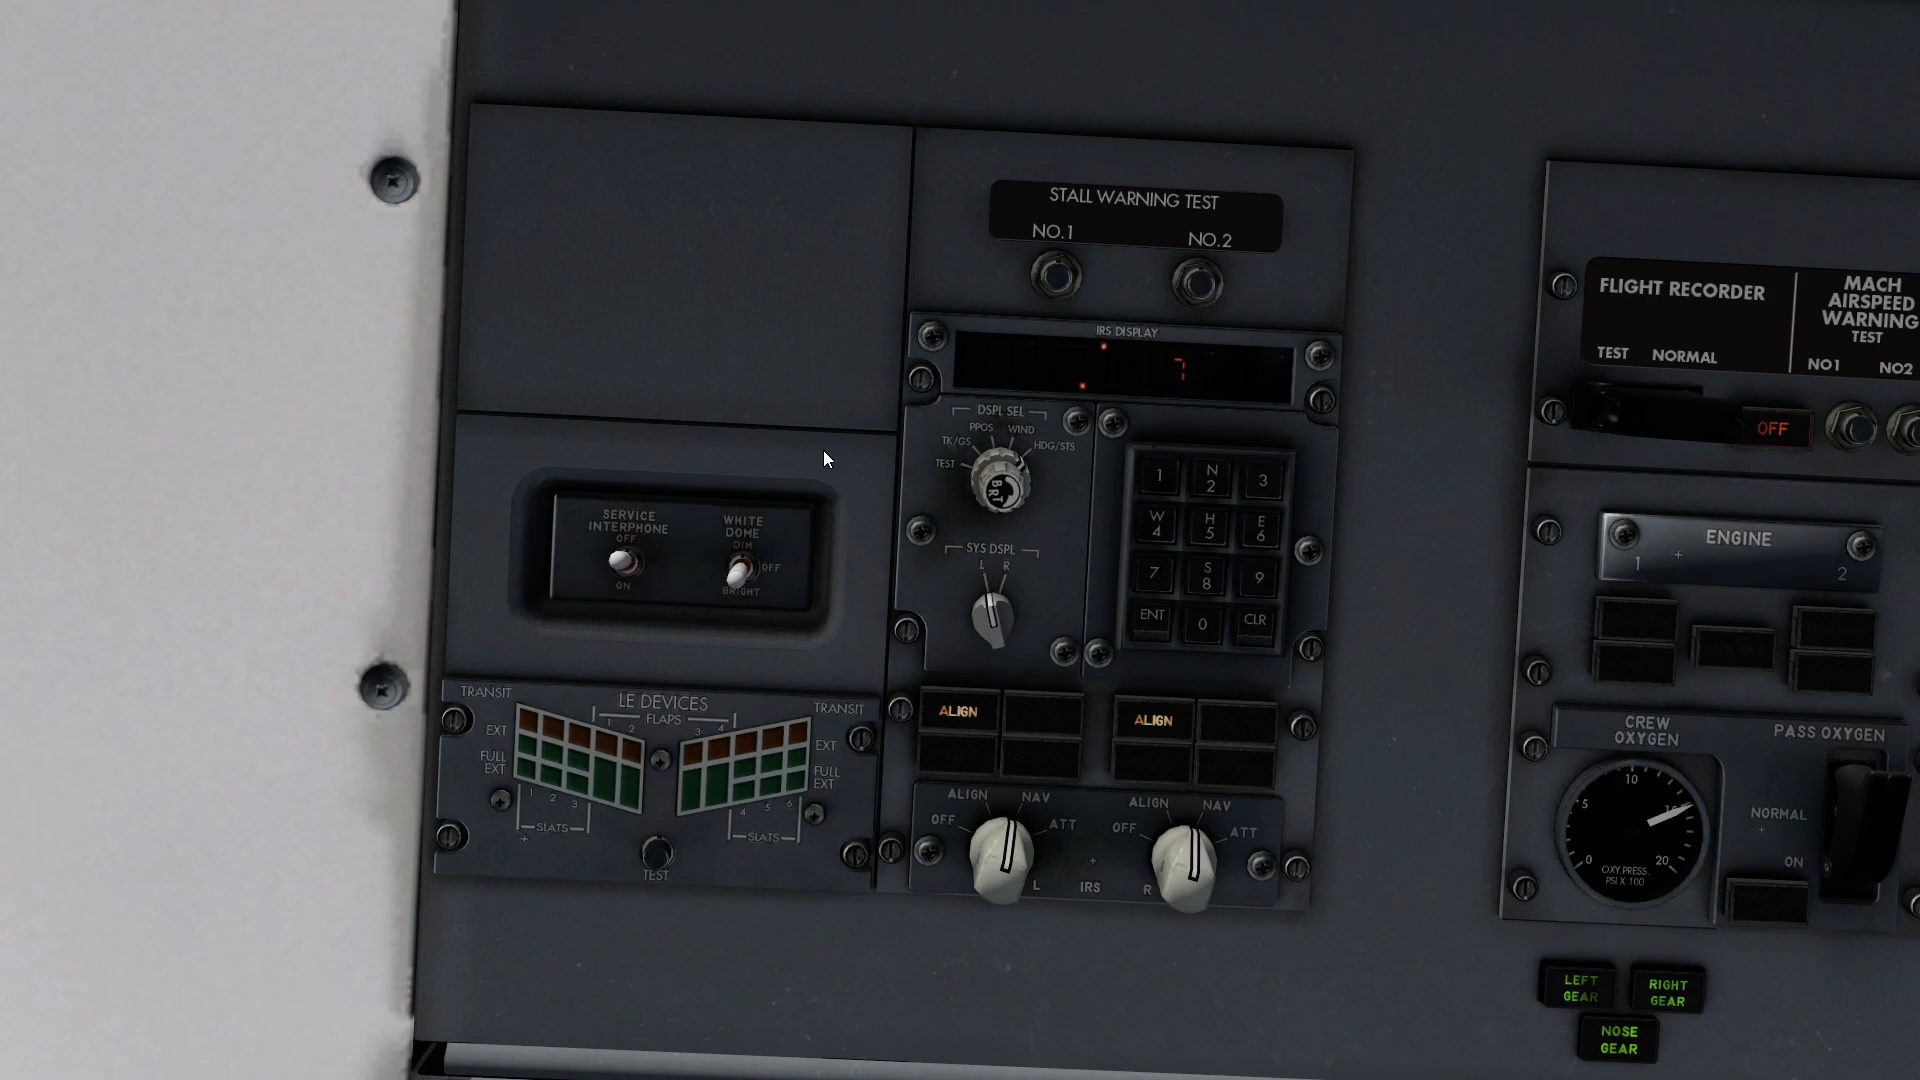 STALL WARNING TEST
NO.1 NO.2
IRS DISPLAY
7
DSPL SEL
PPOS WIND
TK/GS HDG/STS
TEST
BRT
SYS DSPL
L R
1 N 2 3
W 4 H 5 E 6
7 S 8 9
ENT 0 CLR
SERVICE
INTERPHONE
OFF
ON
WHITE
DOME
DIM
OFF
BRIGHT
TRANSIT LE DEVICES TRANSIT
FLAPS
1 2 3 4
EXT EXT
FULL
EXT
FULL
EXT
1 2 3 4 5 6
SLATS SLATS
TEST
ALIGN ALIGN
ALIGN NAV ALIGN NAV
OFF ATT OFF ATT
L IRS R
FLIGHT RECORDER
TEST NORMAL
MACH
AIRSPEED
WARNING
TEST
NO1 NO2
OFF
ENGINE
1 2
CREW
OXYGEN
PASS OXYGEN
0 5 10 15 20
OXY.PRESS.
PSI X 100
NORMAL
ON
LEFT
GEAR
RIGHT
GEAR
NOSE
GEAR